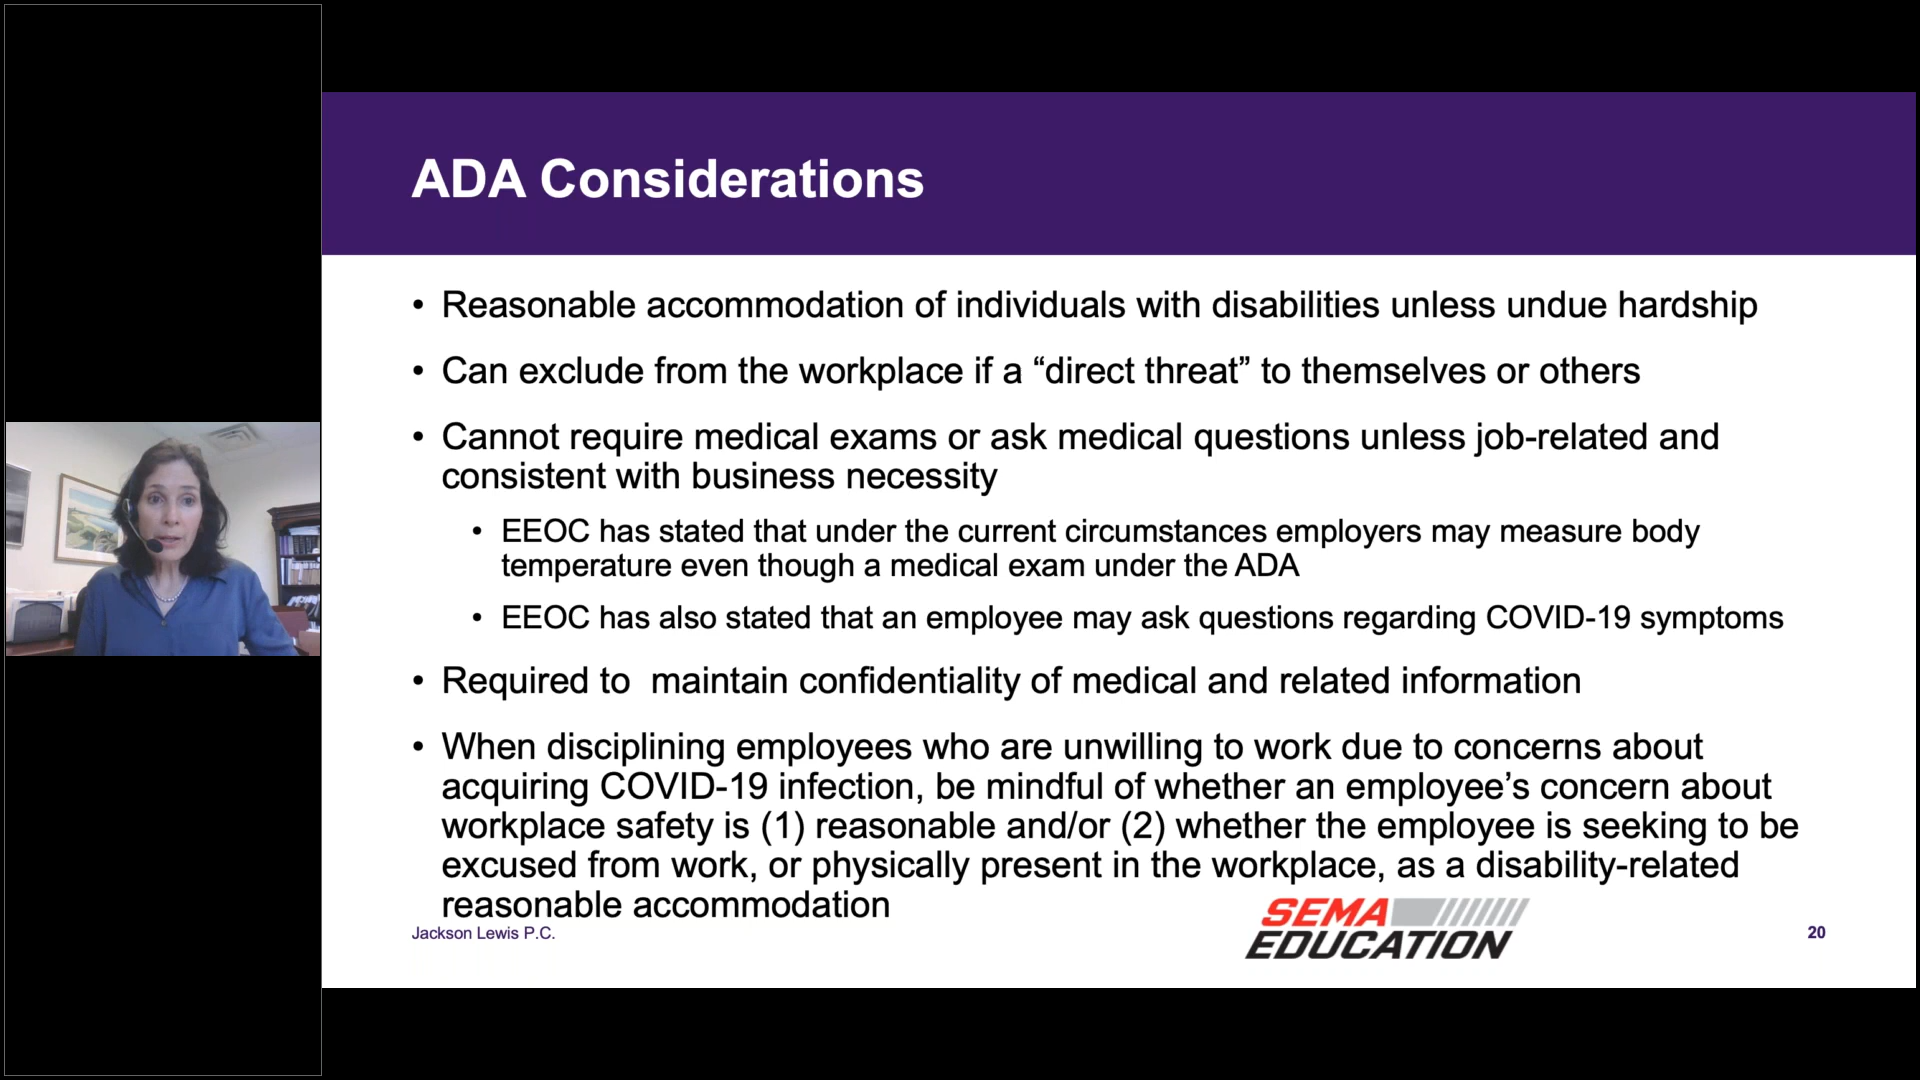 ADA Considerations
• Reasonable accommodation of individuals with disabilities unless undue hardship
• Can exclude from the workplace if a “direct threat” to themselves or others
• Cannot require medical exams or ask medical questions unless job-related and
consistent with business necessity
• EEOC has stated that under the current circumstances employers may measure body
temperature even though a medical exam under the ADA
• EEOC has also stated that an employee may ask questions regarding COVID-19 symptoms
• Required to  maintain confidentiality of medical and related information
• When disciplining employees who are unwilling to work due to concerns about
acquiring COVID-19 infection, be mindful of whether an employee’s concern about
workplace safety is (1) reasonable and/or (2) whether the employee is seeking to be
excused from work, or physically present in the workplace, as a disability-related
reasonable accommodation
Jackson Lewis P.C.
SEMA
EDUCATION
20